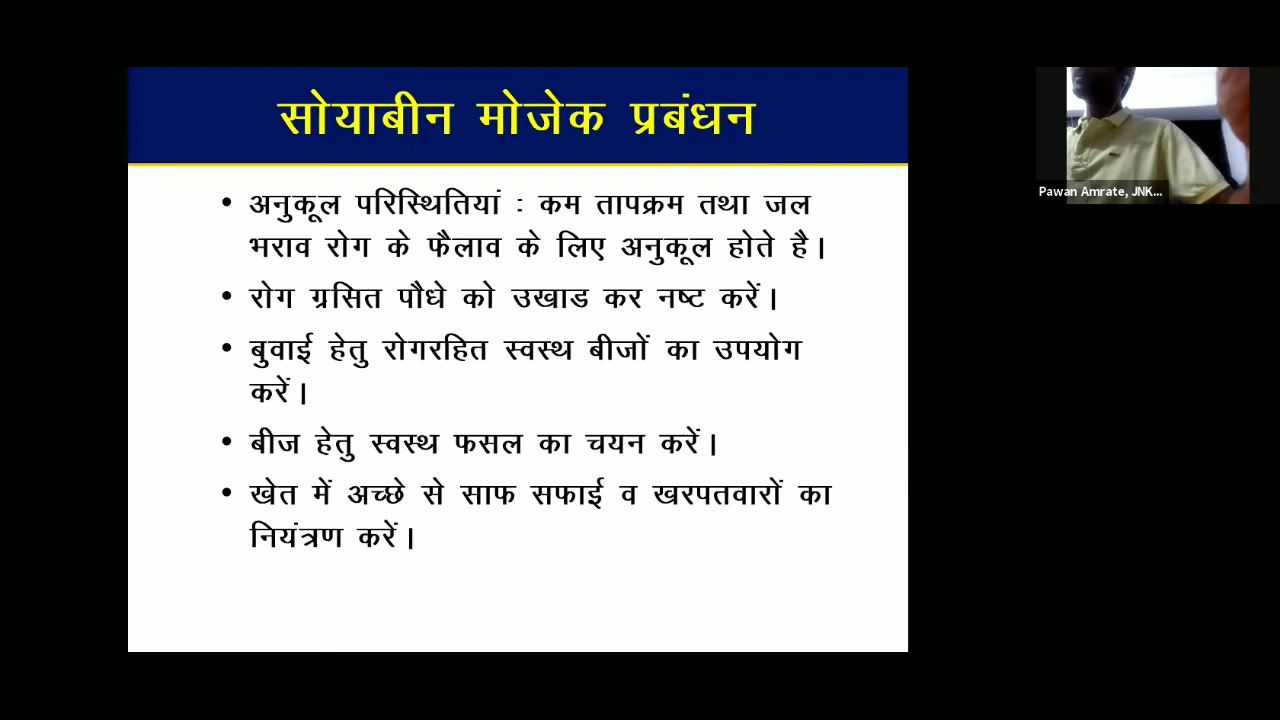 सोयाबीन मोजेक प्रबंधन
• अनुकूल परिस्थितियां : कम तापक्रम तथा जल
भराव रोग के फैलाव के लिए अनुकूल होते है।
• रोग ग्रसित पौधे को उखाड कर नष्ट करें।
• बुवाई हेतु रोगरहित स्वस्थ बीजों का उपयोग
करें।
• बीज हेतु स्वस्थ फसल का चयन करें।
• खेत में अच्छे से साफ सफाई व खरपतवारों का
नियंत्रण करें।
Pawan Amrate, JNK...